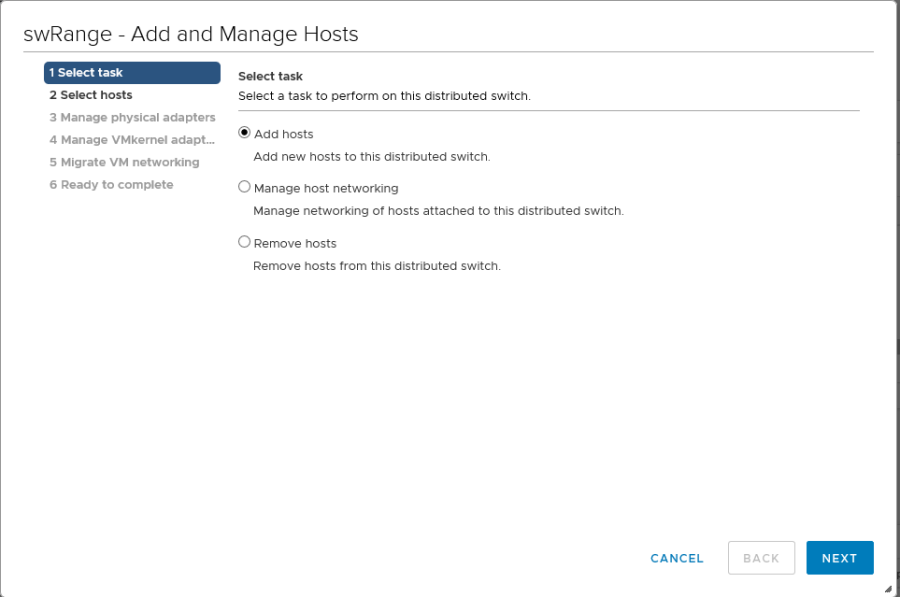 swRange - Add and Manage Hosts
1 Select task
2 Select hosts
3 Manage physical adapters
4 Manage VMkernel adapt...
5 Migrate VM networking
6 Ready to complete
Select task
Select a task to perform on this distributed switch.
Add hosts
Add new hosts to this distributed switch.
Manage host networking
Manage networking of hosts attached to this distributed switch.
Remove hosts
Remove hosts from this distributed switch.
CANCEL
BACK
NEXT